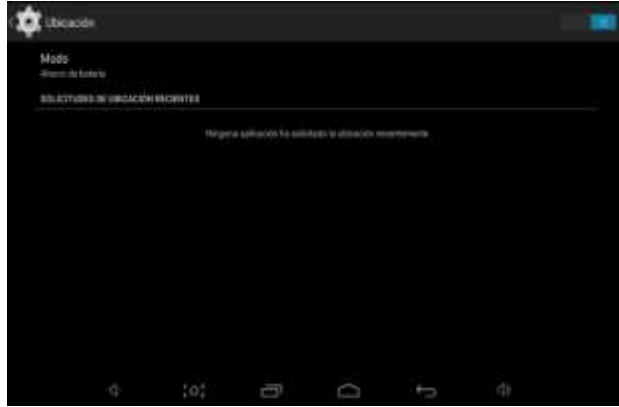 Ubicación
Modo
Ahorro de batería
SOLICITUDES DE UBICACIÓN RECIENTES
Ninguna aplicación ha solicitado la ubicación recientemente